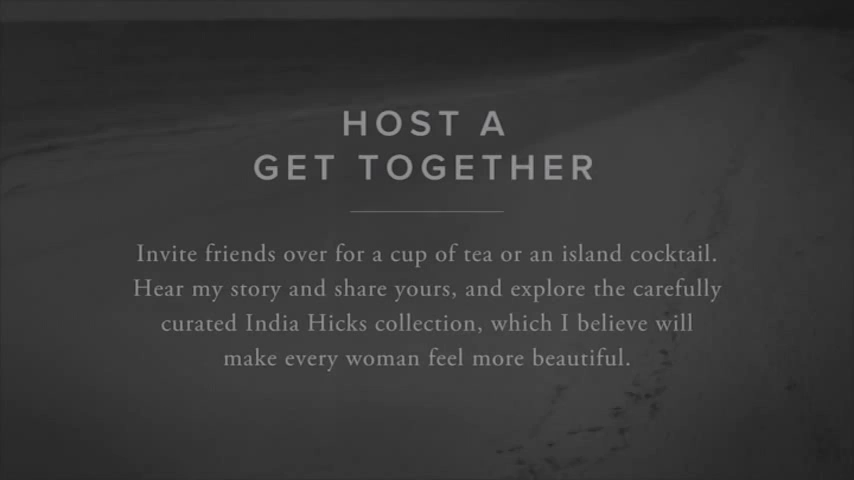 HOST A
GET TOGETHER
Invite friends over for a cup of tea or an island cocktail.
Hear my story and share yours, and explore the carefully
curated India Hicks collection, which I believe will
make every woman feel more beautiful.